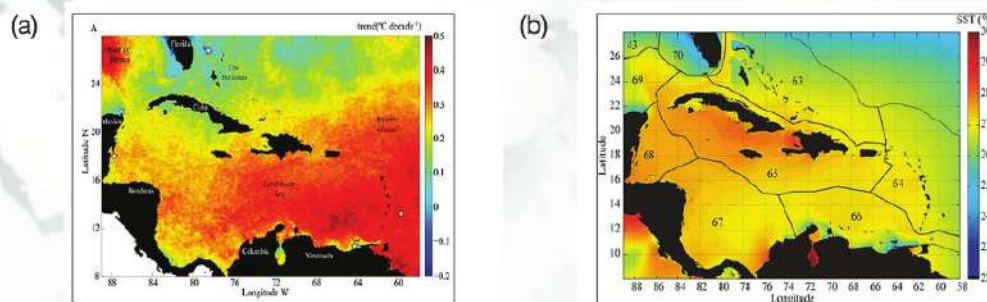 (a)
A
trend(°C decade⁻¹)
Florida
The Bahamas
Cuba
Honduras
Colombia
Venezuela
Latitude N
24
20
16
12
8
88
84
80
76
72
68
64
60
Longitude W
0.5
0.4
0.3
0.2
0.1
0
−0.1
−0.2
(b)
SST (°
43
70
69
63
68
65
64
67
66
Latitude
26
24
22
20
18
16
14
12
10
88 86 84 82 80 78 76 74 72 70 68 66 64 62 60 58
Longitude